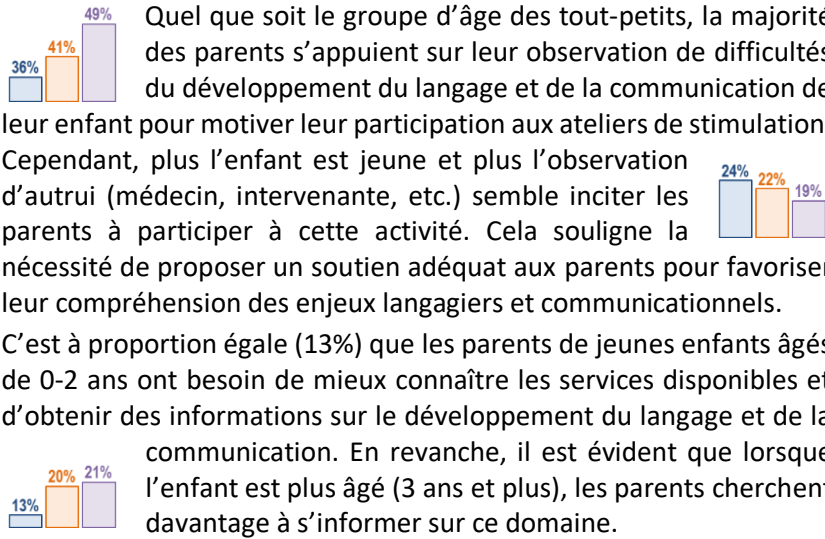 36% 41% 49%
Quel que soit le groupe d’âge des tout-petits, la majorité
des parents s’appuient sur leur observation de difficultés
du développement du langage et de la communication de
leur enfant pour motiver leur participation aux ateliers de stimulation
Cependant, plus l’enfant est jeune et plus l’observation
d’autrui (médecin, intervenante, etc.) semble inciter les
parents à participer à cette activité. Cela souligne la
24% 22% 19%
nécessité de proposer un soutien adéquat aux parents pour favoriser
leur compréhension des enjeux langagiers et communicationnels.
C’est à proportion égale (13%) que les parents de jeunes enfants âgés
de 0-2 ans ont besoin de mieux connaître les services disponibles et
d’obtenir des informations sur le développement du langage et de la
communication. En revanche, il est évident que lorsque
l’enfant est plus âgé (3 ans et plus), les parents cherchent
davantage à s’informer sur ce domaine.
13% 20% 21%